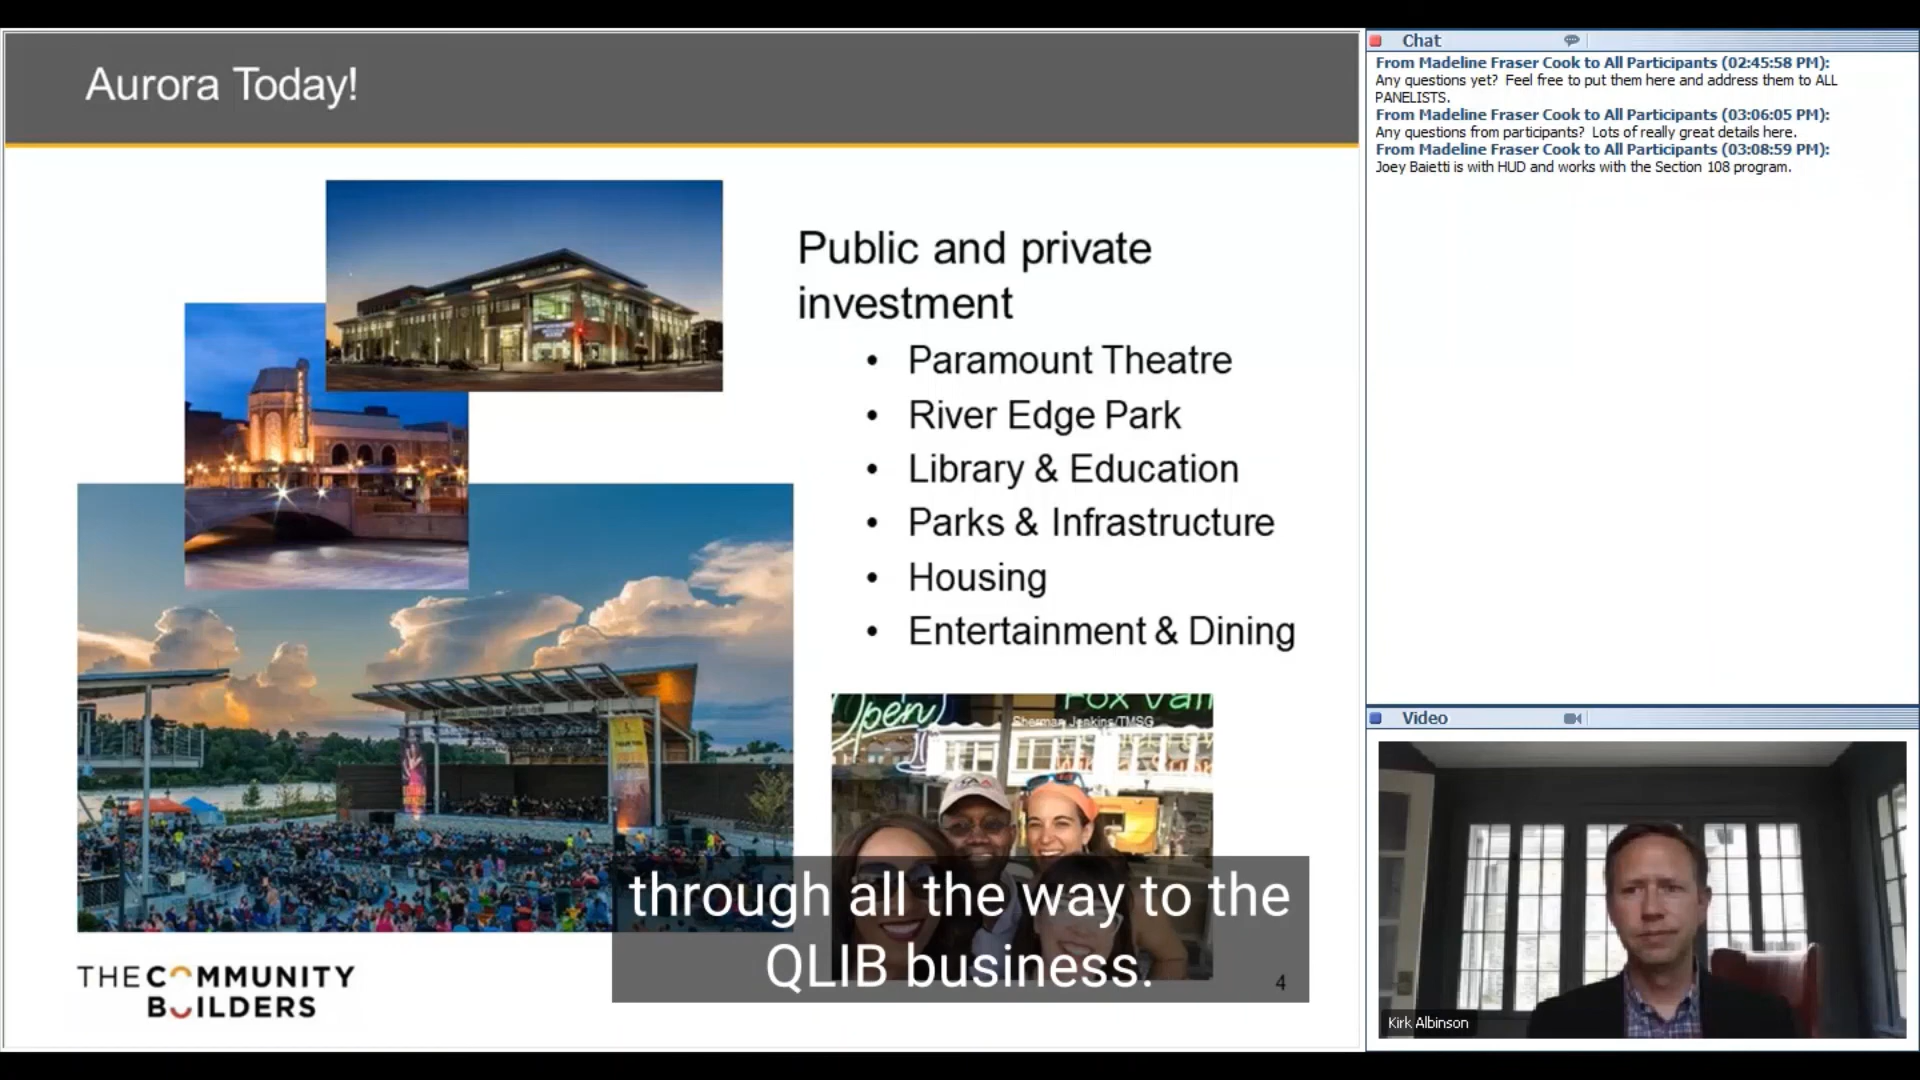 Aurora Today!
Public and private
investment
• Paramount Theatre
• River Edge Park
• Library & Education
• Parks & Infrastructure
• Housing
• Entertainment & Dining
Open
Fox Vall
Sherman Jenkins/TMSG
through all the way to the
QLIB business.
4
THE COMMUNITY
BUILDERS
Chat
From Madeline Fraser Cook to All Participants (02:45:58 PM):
Any questions yet? Feel free to put them here and address them to ALL
PANELISTS.
From Madeline Fraser Cook to All Participants (03:06:05 PM):
Any questions from participants? Lots of really great details here.
From Madeline Fraser Cook to All Participants (03:08:59 PM):
Joey Baietti is with HUD and works with the Section 108 program.
Video
Kirk Albinson